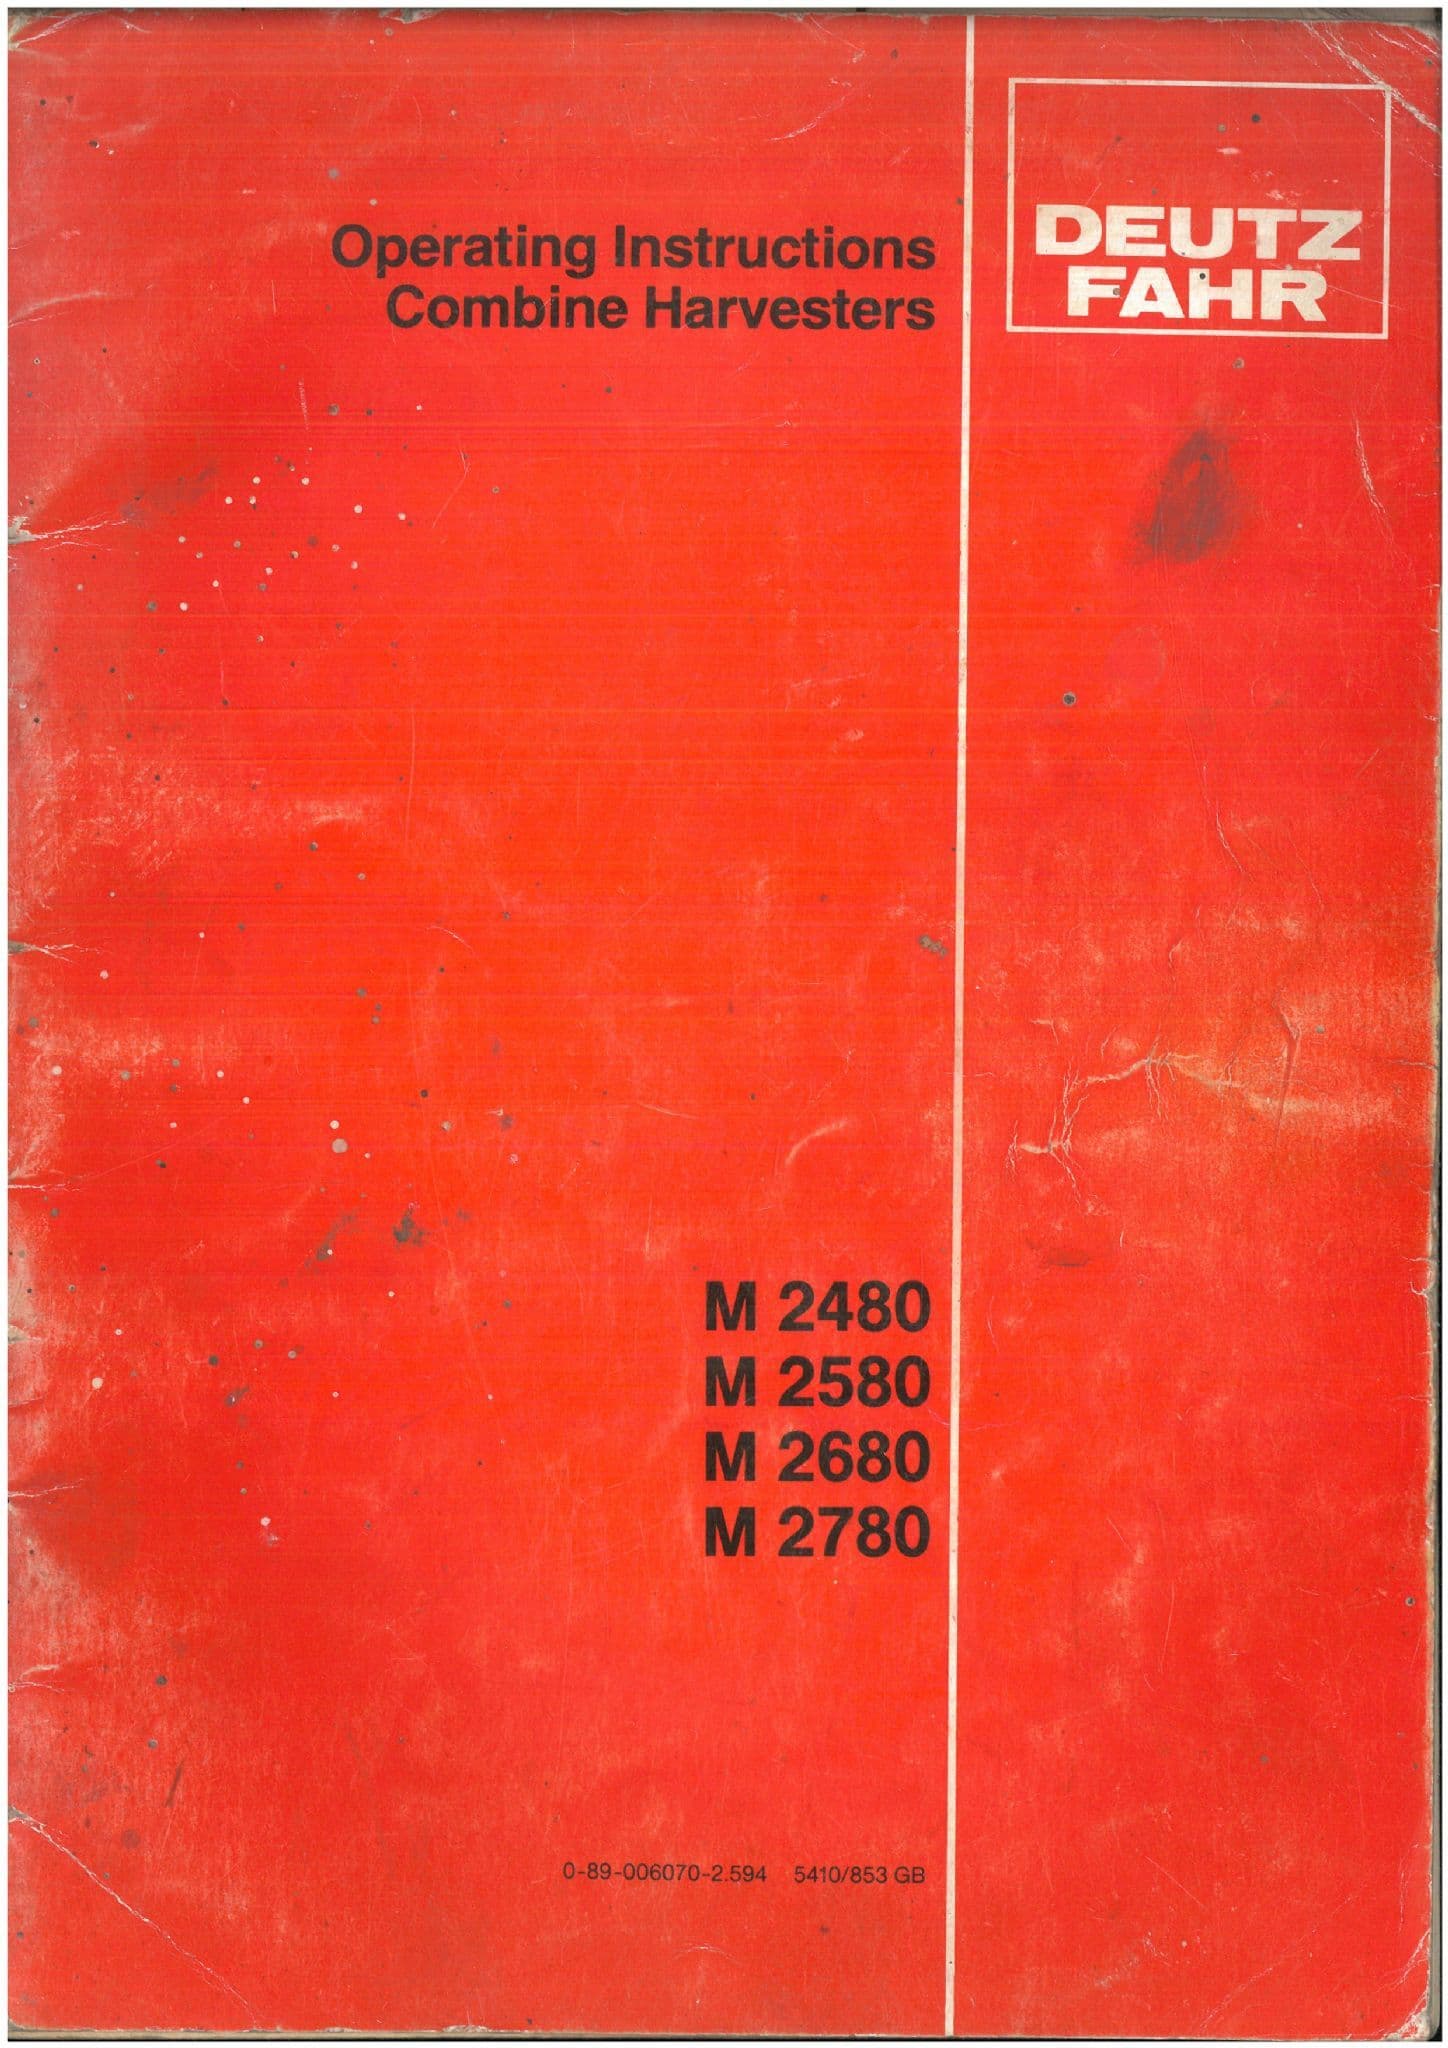 Operating Instructions
Combine Harvesters
DEUTZ
FAHR
M 2480
M 2580
M 2680
M 2780
0-89-006070-2.594 5410/853 GB